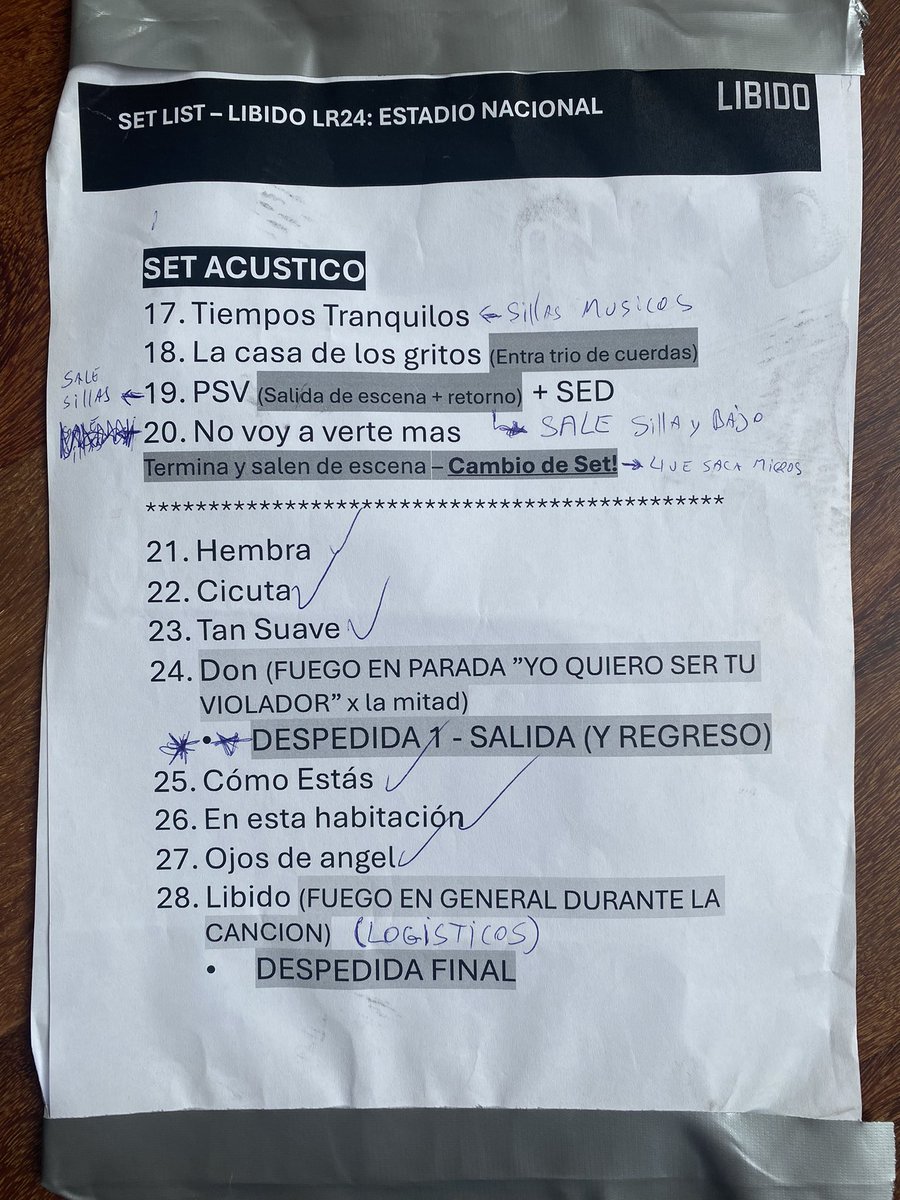 SET LIST – LIBIDO LR24: ESTADIO NACIONAL
LIBIDO
SET ACUSTICO
17. Tiempos Tranquilos ← Sillas MUSICOS
18. La casa de los gritos (Entra trio de cuerdas)
SALE
Sillas ← 19. PSV (Salida de escena + retorno) + SED
20. No voy a verte mas → SALE Silla y BAJO
Termina y salen de escena – Cambio de Set! → SACA MICROS
**********************************************
21. Hembra
22. Cicuta
23. Tan Suave
24. Don (FUEGO EN PARADA ”YO QUIERO SER TU
VIOLADOR” x la mitad)
• DESPEDIDA 1 - SALIDA (Y REGRESO)
25. Cómo Estás
26. En esta habitación
27. Ojos de angel
28. Libido (FUEGO EN GENERAL DURANTE LA
CANCION) (LOGÍSTICOS)
• DESPEDIDA FINAL